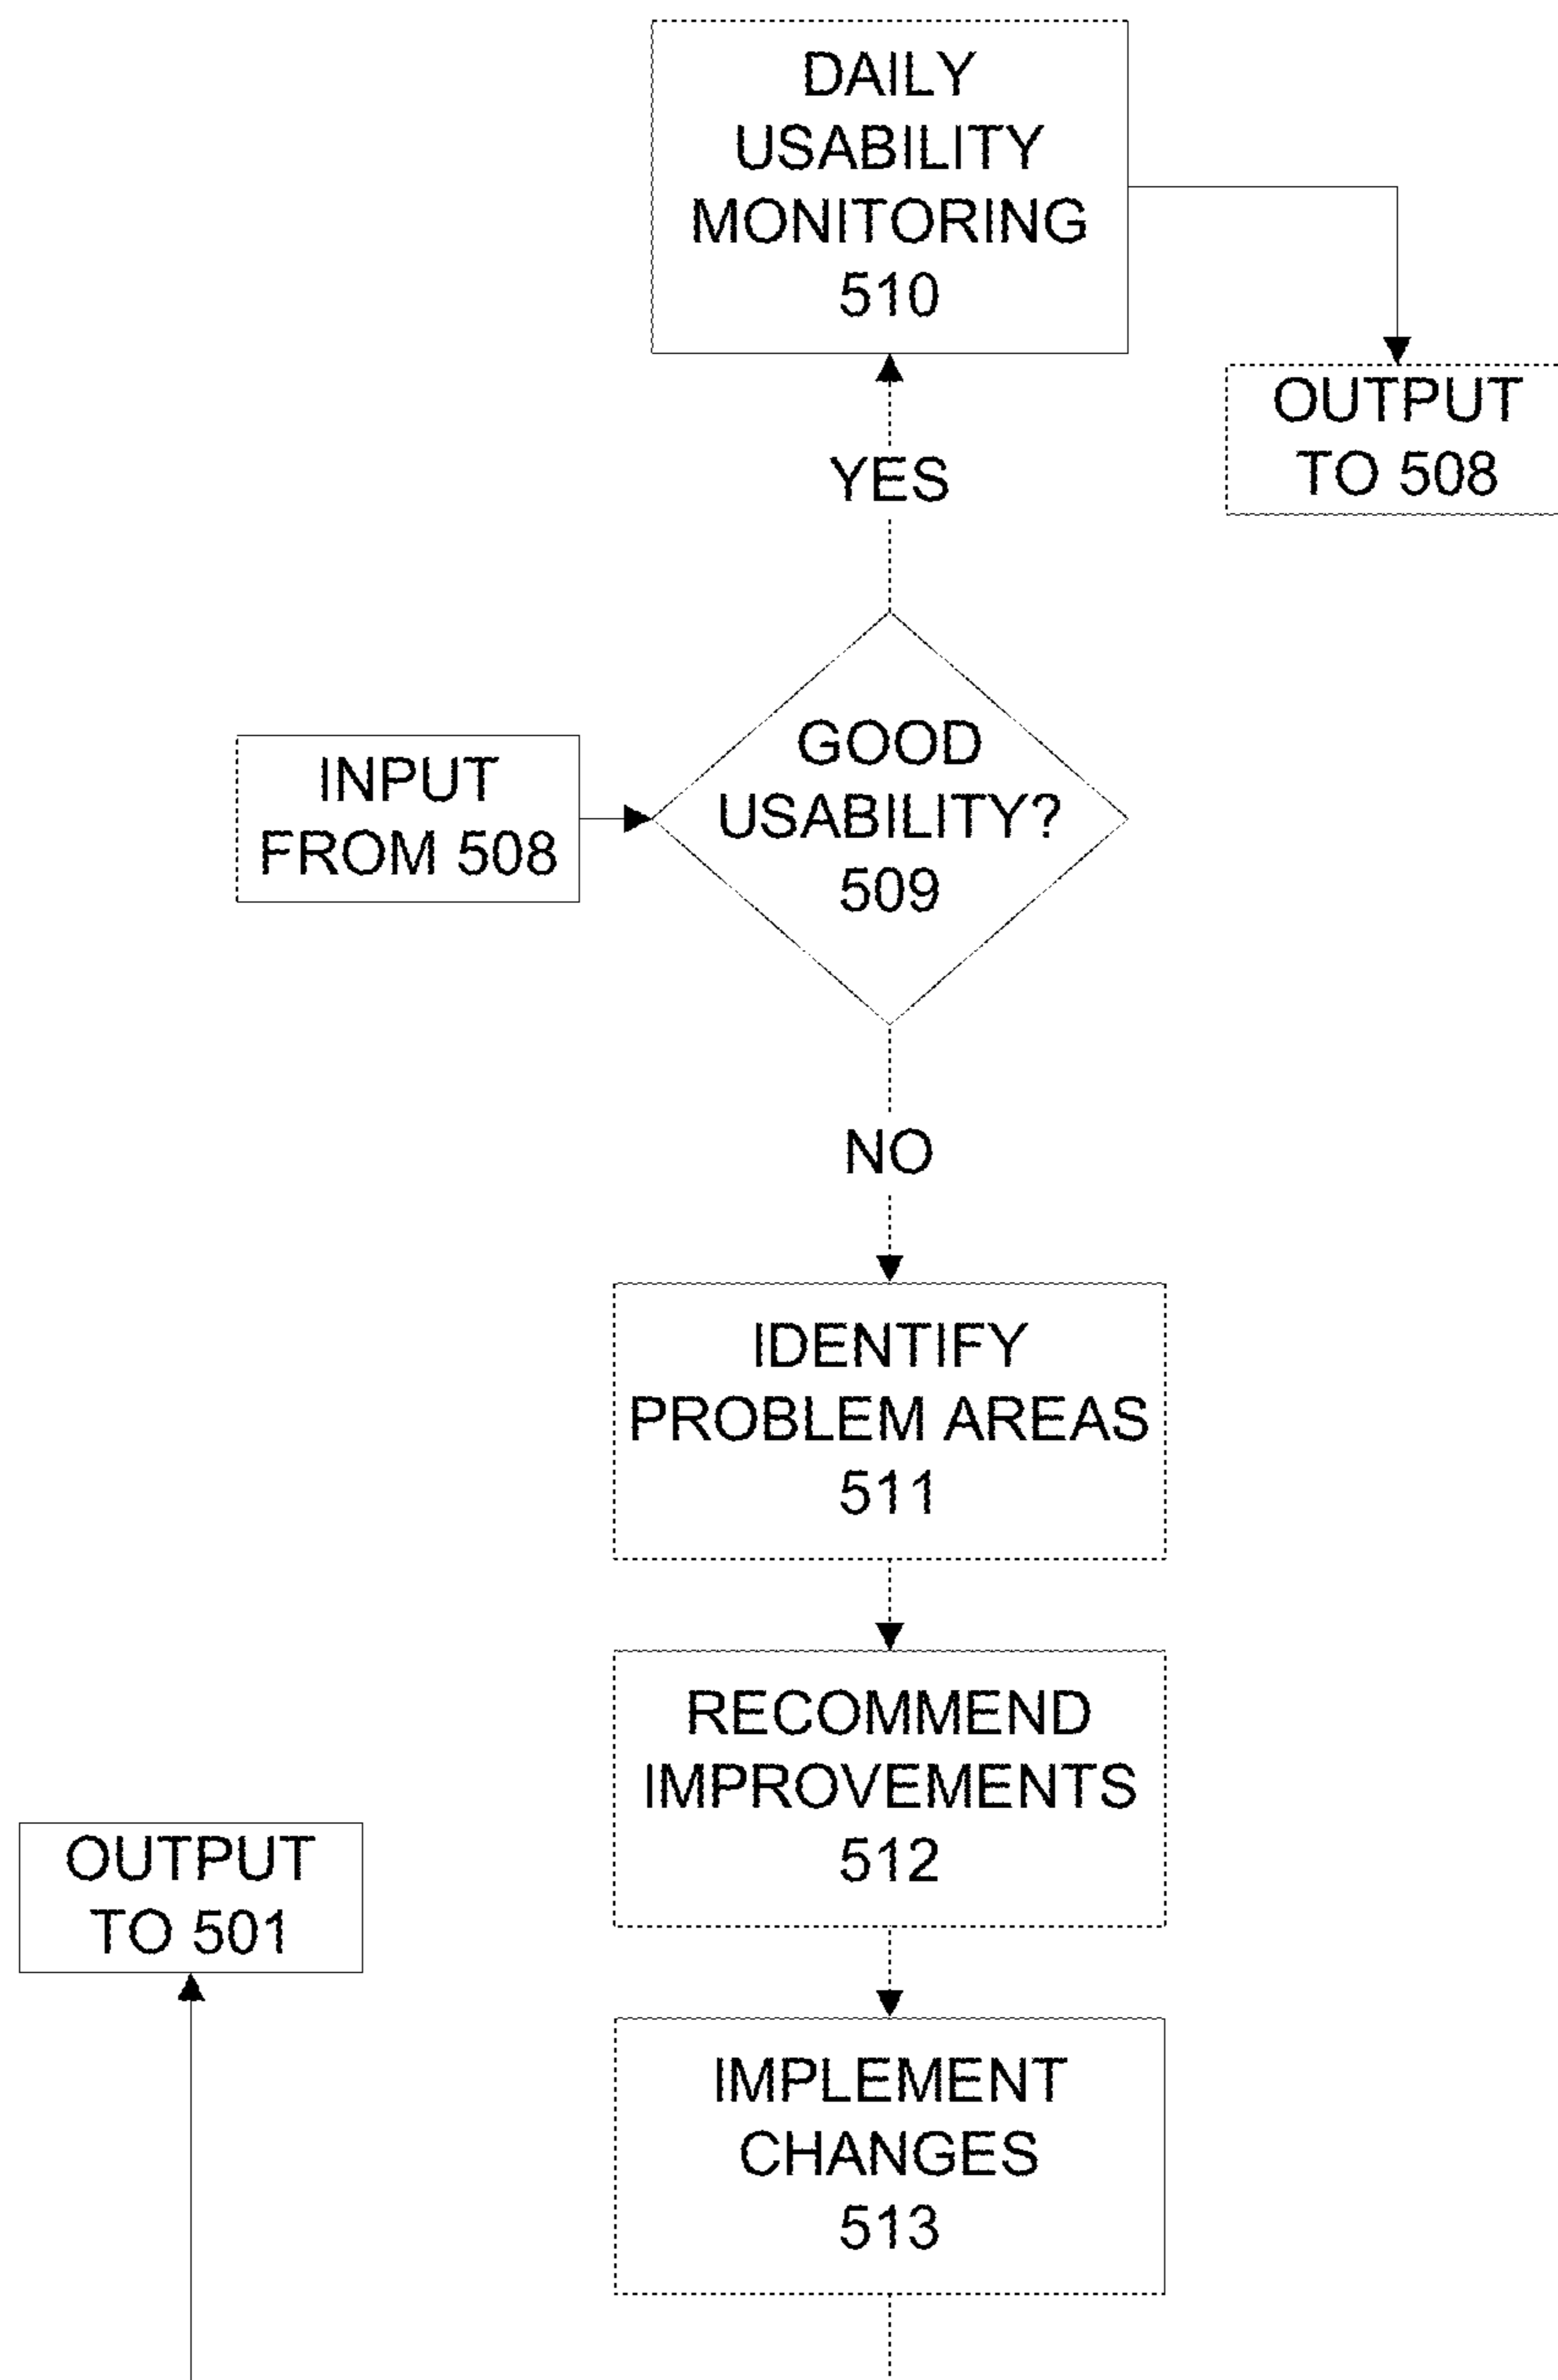 DAILY
USABILITY
MONITORING
510
OUTPUT
TO 508
YES
GOOD
USABILITY?
509
INPUT
FROM 508
NO
IDENTIFY
PROBLEM AREAS
511
RECOMMEND
IMPROVEMENTS
512
OUTPUT
TO 501
IMPLEMENT
CHANGES
513